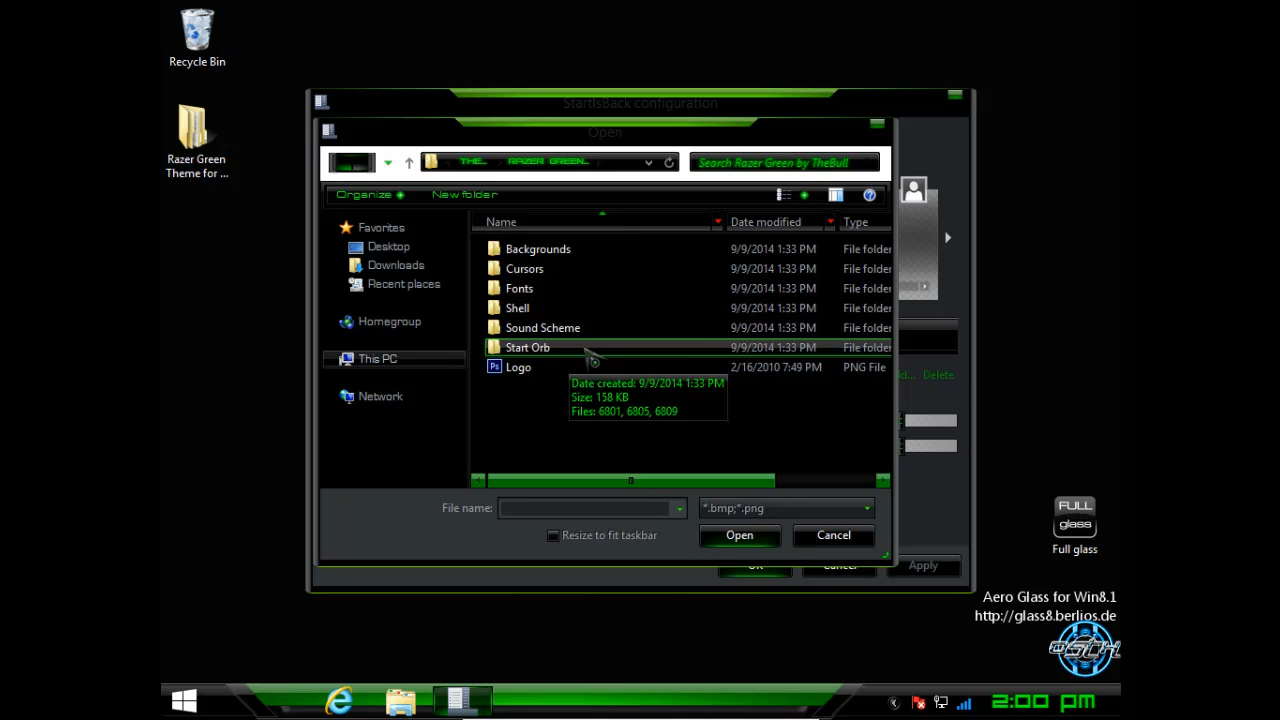 Recycle Bin
Razer Green
Theme for ...
StartIsBack configuration
Open
THE... RAZER GREEN...
Search Razer Green by TheBull
Organize
New folder
Name
Date modified
Type
Favorites
Desktop
Downloads
Recent places
Homegroup
This PC
Network
Backgrounds 9/9/2014 1:33 PM File folder
Cursors 9/9/2014 1:33 PM File folder
Fonts 9/9/2014 1:33 PM File folder
Shell 9/9/2014 1:33 PM File folder
Sound Scheme 9/9/2014 1:33 PM File folder
Start Orb 9/9/2014 1:33 PM File folder
Ps Logo 2/16/2010 7:49 PM PNG File
Date created: 9/9/2014 1:33 PM
Size: 158 KB
Files: 6801, 6805, 6809
Delete
File name:
*.bmp;*.png
Resize to fit taskbar
Open
Cancel
OK
Cancel
Apply
FULL
glass
Full glass
Aero Glass for Win8.1
http://glass8.berlios.de
2:00 PM